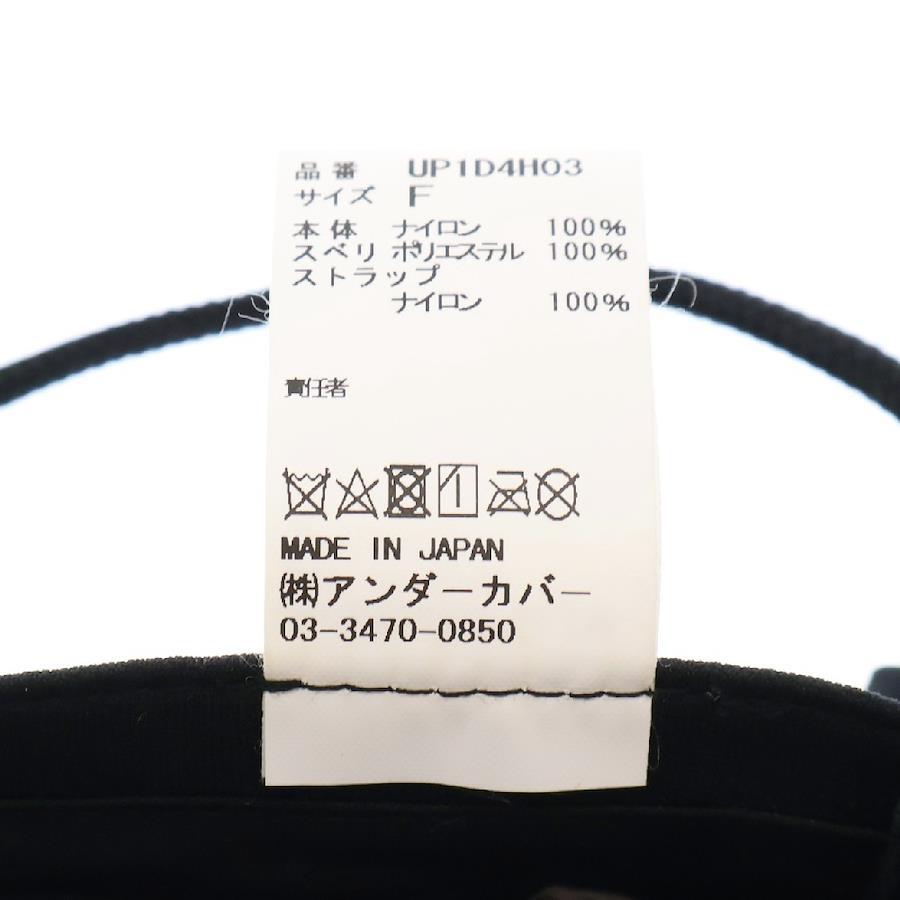 品番 UP1D4H03
サイズ F
本体 ナイロン 100%
スベリ ポリエステル 100%
ストラップ
ナイロン 100%
責任者
MADE IN JAPAN
(株)アンダーカバー
03-3470-0850